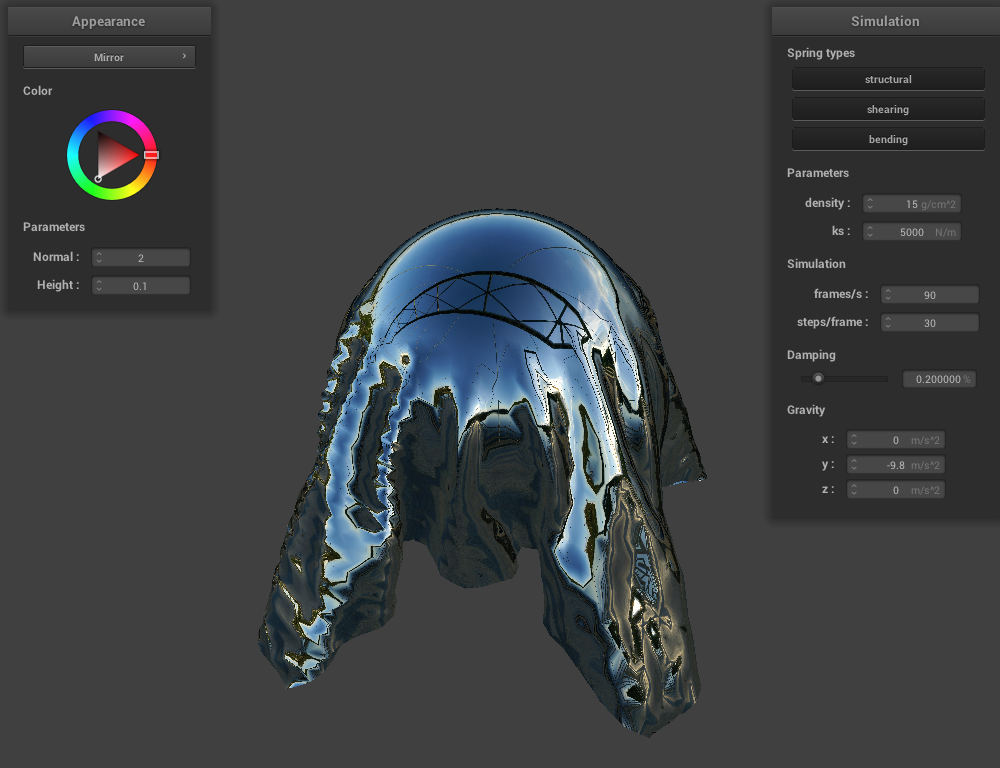 Appearance
Mirror
Color
Parameters
Normal : 2
Height : 0.1
Simulation
Spring types
structural
shearing
bending
Parameters
density : 15 g/cm^2
ks : 5000 N/m
Simulation
frames/s : 90
steps/frame : 30
Damping
0.200000 %
Gravity
x : 0 m/s^2
y : -9.8 m/s^2
z : 0 m/s^2